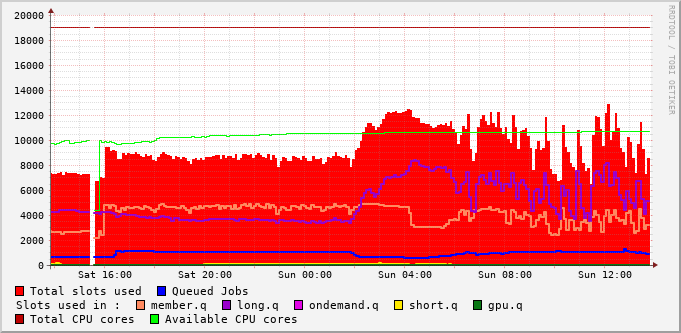 20000
18000
16000
14000
12000
10000
8000
6000
4000
2000
0
Sat 16:00 Sat 20:00 Sun 00:00 Sun 04:00 Sun 08:00 Sun 12:00
RRDTOOL / TOBI OETIKER
Total slots used Queued Jobs
Slots used in : member.q long.q ondemand.q short.q gpu.q
Total CPU cores Available CPU cores